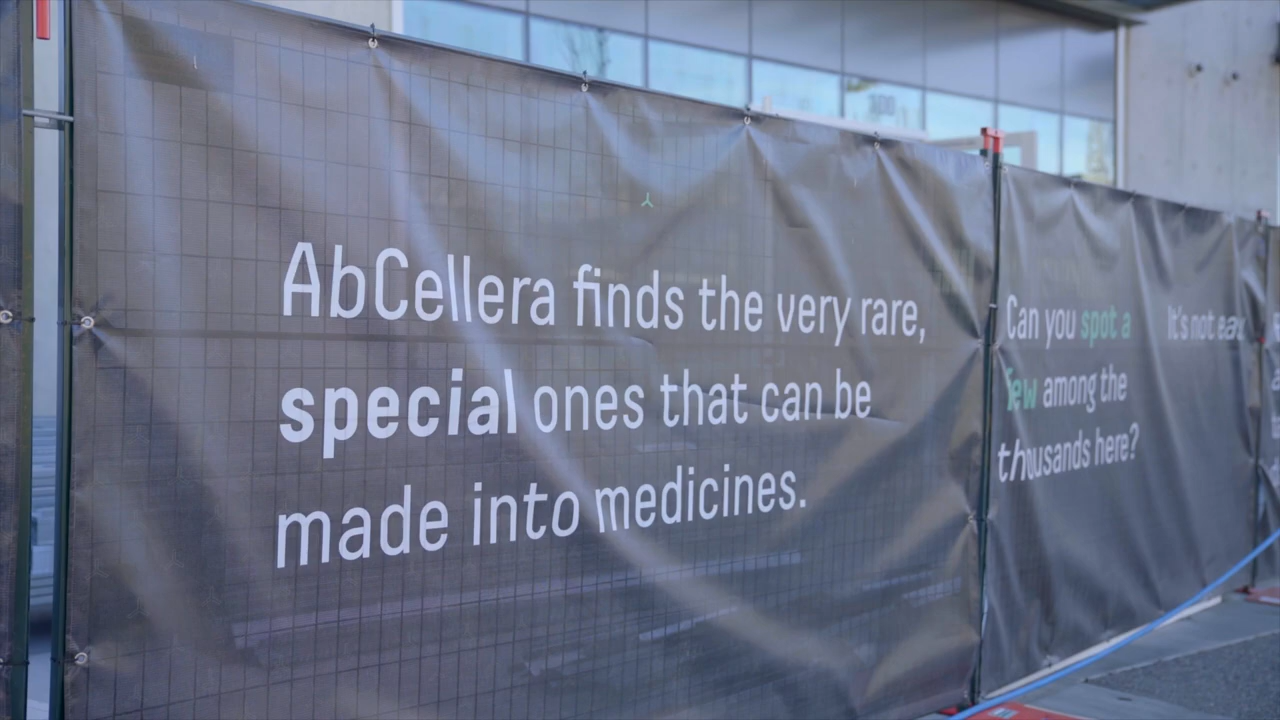 AbCellera finds the very rare,
special ones that can be
made into medicines.
Can you spot a
few among the
thousands here?
It's not